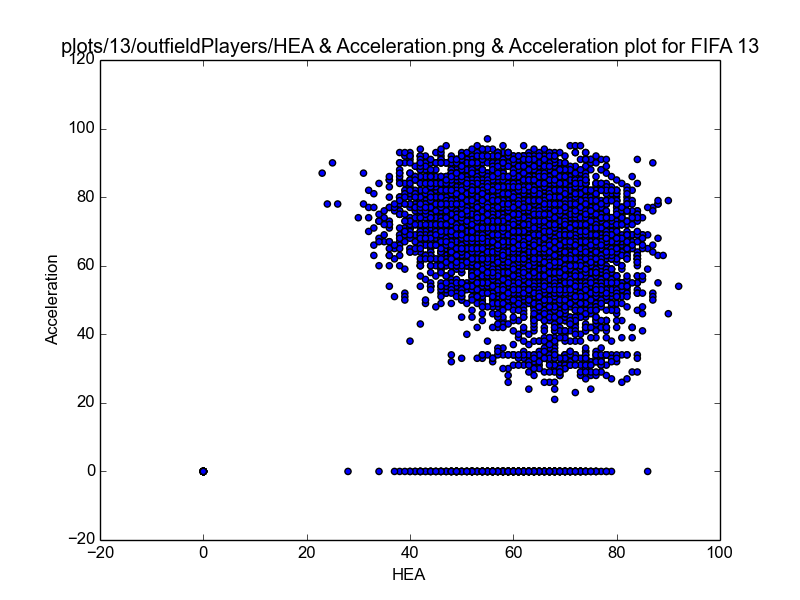 plots/13/outfieldPlayers/HEA & Acceleration.png & Acceleration plot for FIFA 13
120
100
80
60
40
20
0
−20
Acceleration
−20 0 20 40 60 80 100
HEA